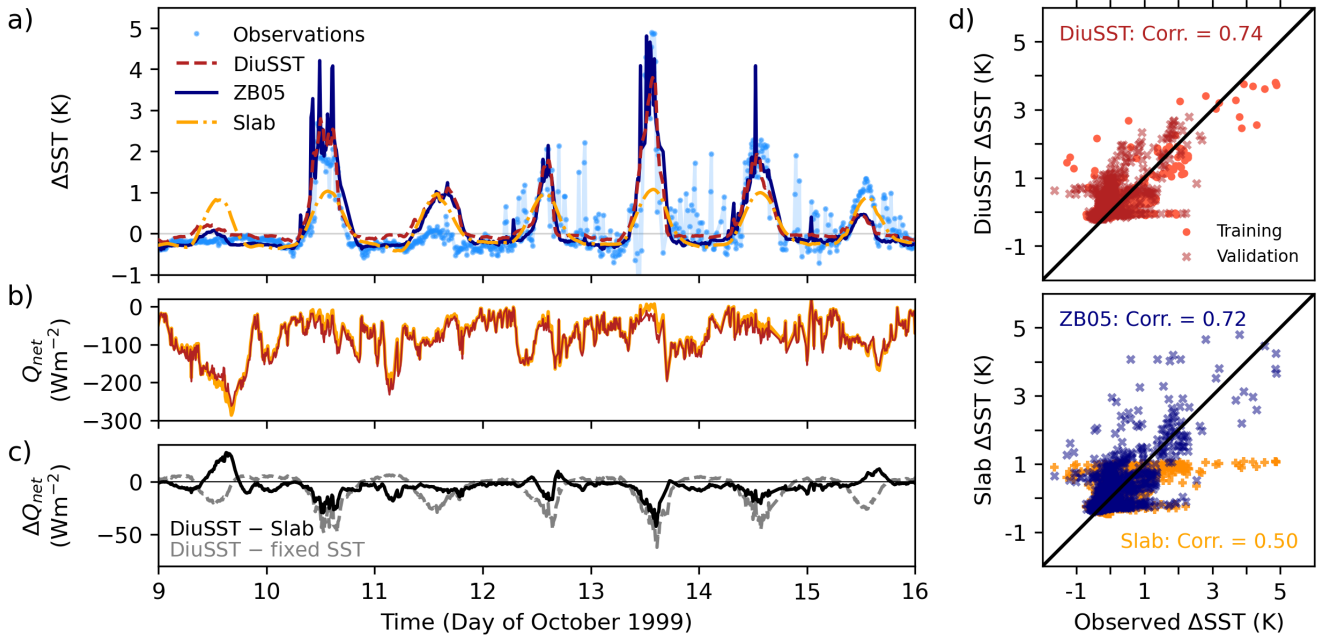 a)
ΔSST (K)
5
4
3
2
1
0
−1
Observations
DiuSST
ZB05
Slab
b)
Q_net
(Wm⁻²)
0
−100
−200
−300
c)
ΔQ_net
(Wm⁻²)
0
−50
DiuSST − Slab
DiuSST − fixed SST
9 10 11 12 13 14 15 16
Time (Day of October 1999)
d)
DiuSST ΔSST (K)
5
3
1
-1
DiuSST: Corr. = 0.74
Training
Validation
Slab ΔSST (K)
5
3
1
-1
ZB05: Corr. = 0.72
Slab: Corr. = 0.50
-1 1 3 5
Observed ΔSST (K)